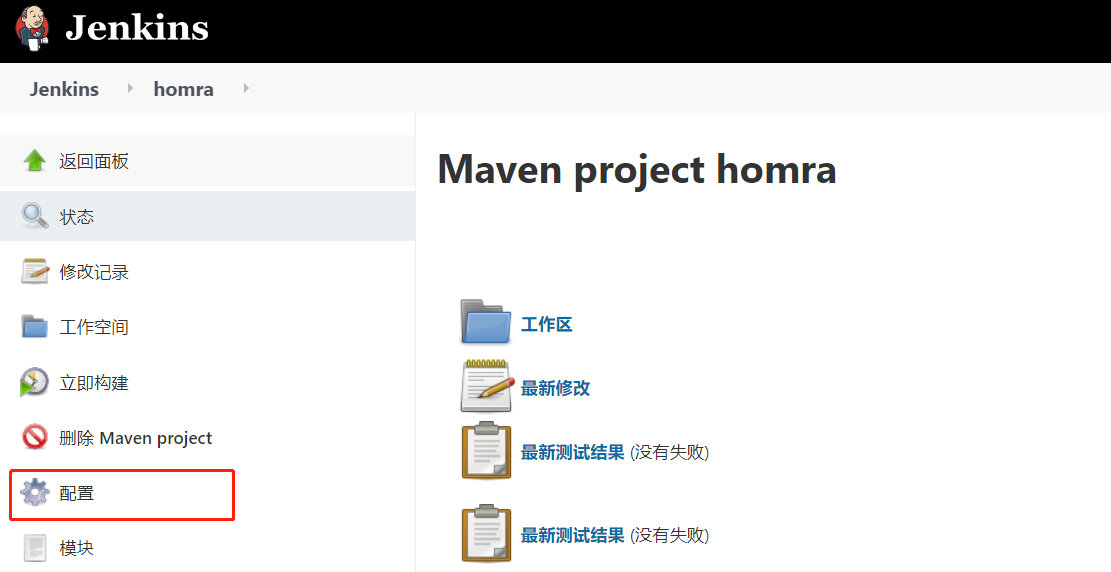 Jenkins
Jenkins
homra
返回面板
状态
修改记录
工作空间
立即构建
删除 Maven project
配置
模块
Maven project homra
工作区
最新修改
最新测试结果 (没有失败)
最新测试结果 (没有失败)